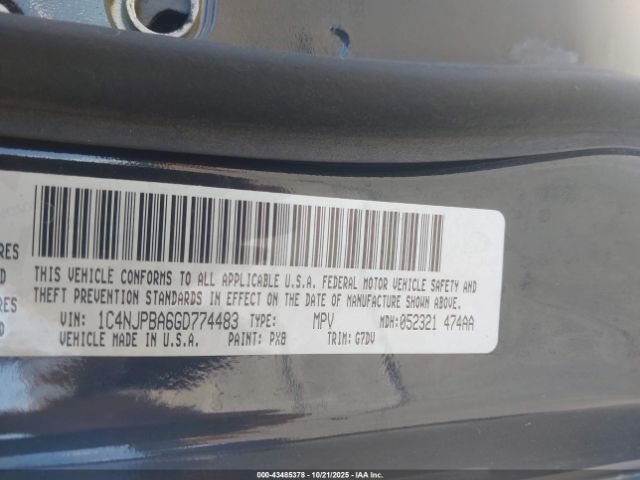 RES
D
RES
D
THIS VEHICLE CONFORMS TO ALL APPLICABLE U.S.A. FEDERAL MOTOR VEHICLE SAFETY AND
THEFT PREVENTION STANDARDS IN EFFECT ON THE DATE OF MANUFACTURE SHOWN ABOVE.
VIN: 1C4NJPBA6GD774483 TYPE: MPV MDH:052321 474AA
VEHICLE MADE IN U.S.A. PAINT: PX8 TRIM: G7DV
000-43485378 - 10/21/2025 - IAAI, Inc.